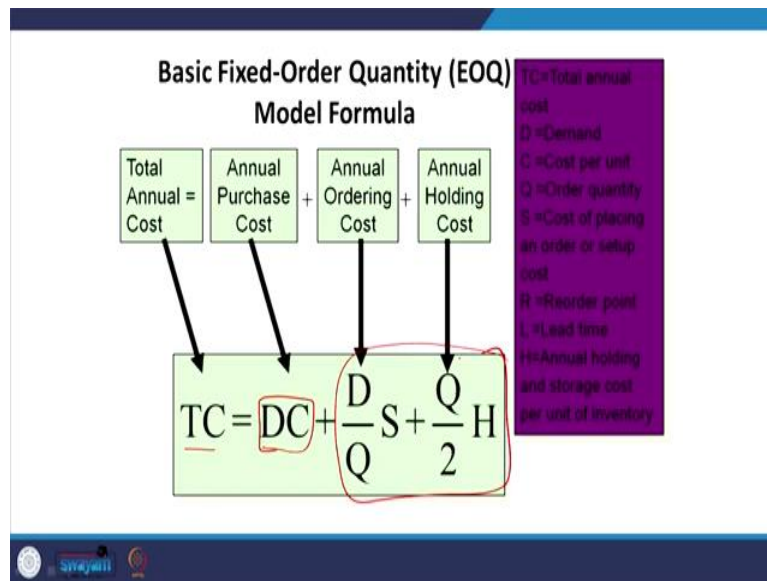 Basic Fixed-Order Quantity (EOQ)
Model Formula
Total
Annual =
Cost
Annual
Purchase
Cost
+
Annual
Ordering
Cost
+
Annual
Holding
Cost
TC = DC + D/Q S + Q/2 H
TC=Total annual
cost
D =Demand
C =Cost per unit
Q =Order quantity
S =Cost of placing
an order or setup
cost
R =Reorder point
L =Lead time
H=Annual holding
and storage cost
per unit of inventory
swayam